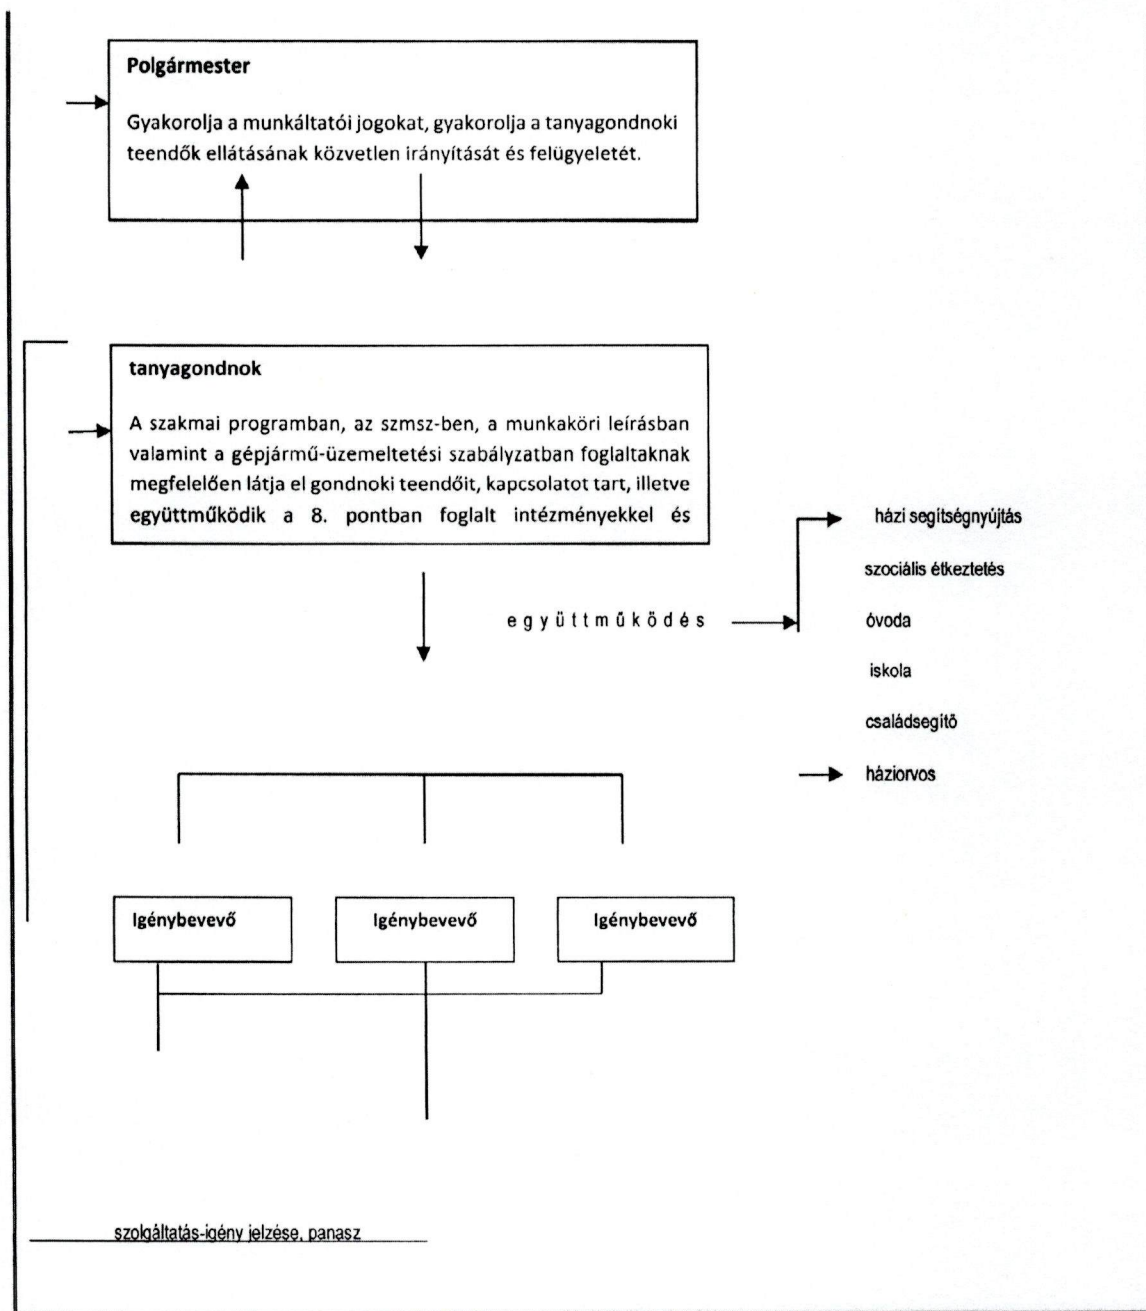 Polgármester
Gyakorolja a munkáltatói jogokat, gyakorolja a tanyagondnoki
teendők ellátásának közvetlen irányítását és felügyeletét.
tanyagondnok
A szakmai programban, az szmsz-ben, a munkaköri leírásban
valamint a gépjármű-üzemeltetési szabályzatban foglaltaknak
megfelelően látja el gondnoki teendőit, kapcsolatot tart, illetve
együttműködik a 8. pontban foglalt intézményekkel és
együttműködés
házi segítségnyújtás
szociális étkeztetés
óvoda
iskola
családsegítő
háziorvos
Igénybevevő
Igénybevevő
Igénybevevő
szolgáltatás-igény jelzése, panasz